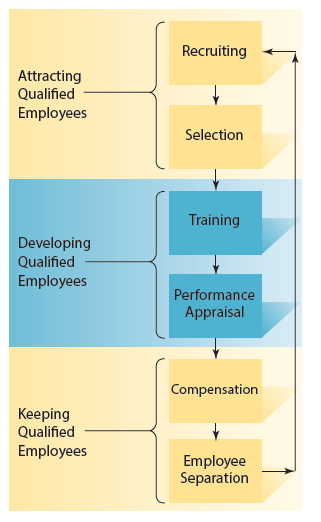 Attracting
Qualified
Employees
Recruiting
Selection
Developing
Qualified
Employees
Training
Performance
Appraisal
Keeping
Qualified
Employees
Compensation
Employee
Separation